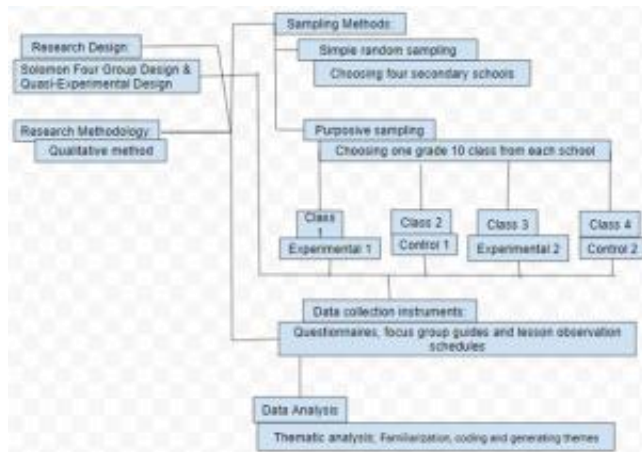 Sampling Methods:
Research Design:
Simple random sampling
Solomon Four Group Design &
Quasi-Experimental Design
Choosing four secondary schools
Research Methodology
Qualitative method
Purposive sampling
Choosing one grade 10 class from each school
Class
1
Experimental 1
Class 2
Control 1
Class 3
Experimental 2
Class 4
Control 2
Data collection instruments:
Questionnaires, focus group guides and lesson observation
schedules
Data Analysis
Thematic analysis; Familiarization, coding and generating themes